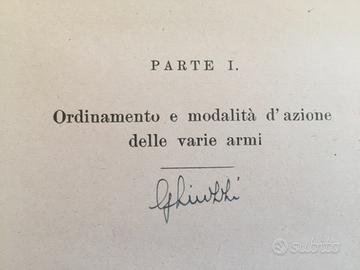 PARTE I.
Ordinamento e modalità d'azione
delle varie armi
subito